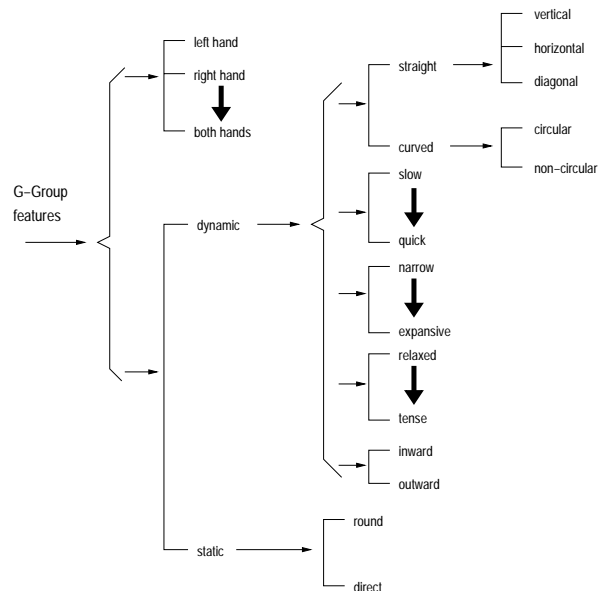 G−Group
features
left hand
right hand
both hands
dynamic
static
straight
curved
slow
quick
narrow
expansive
relaxed
tense
inward
outward
round
direct
vertical
horizontal
diagonal
circular
non−circular